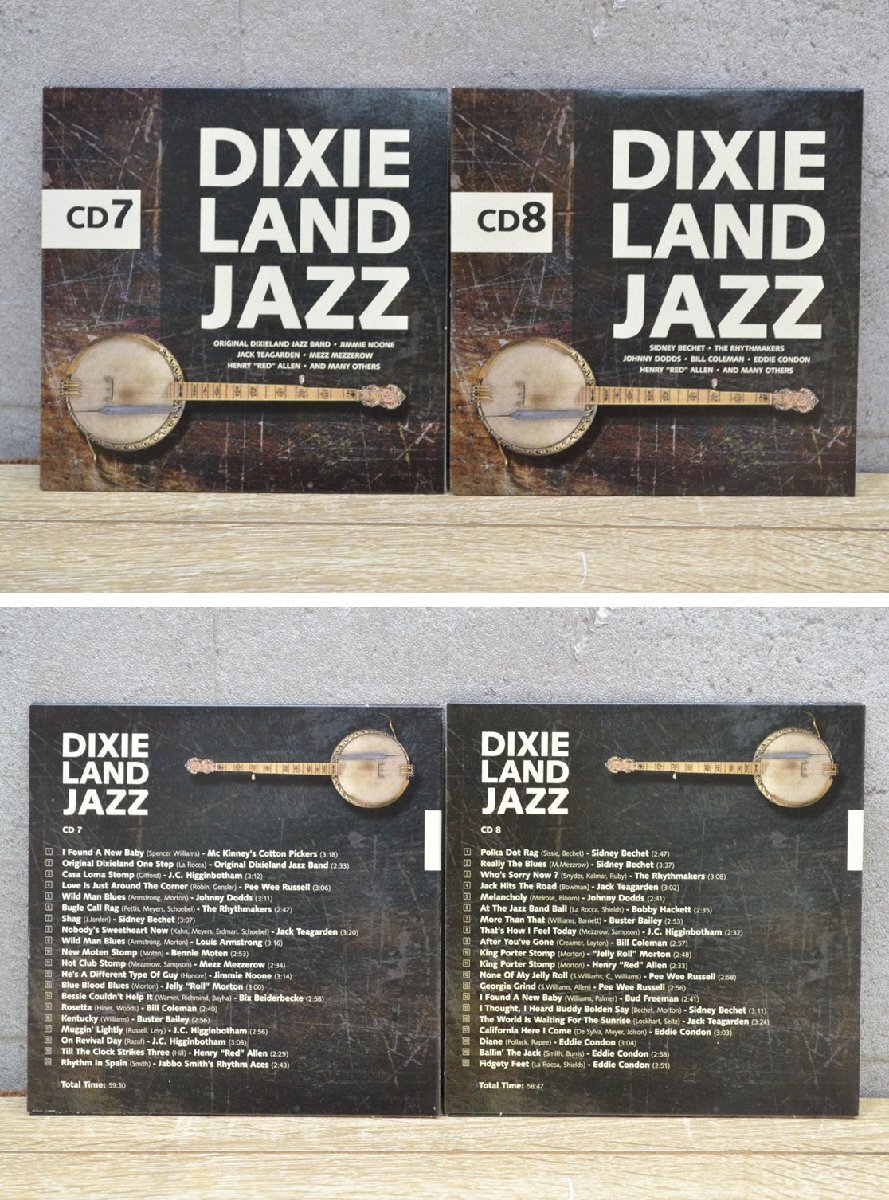 CD7
DIXIE
LAND
JAZZ
ORIGINAL DIXIELAND JAZZ BAND • JIMMIE NOONE
JACK TEAGARDEN • MEZZ MEZZEROW
HENRY "RED" ALLEN • AND MANY OTHERS
CD8
DIXIE
LAND
JAZZ
SIDNEY BECHET • THE RHYTHMAKERS
JOHNNY DODDS • BILL COLEMAN • EDDIE CONDON
HENRY "RED" ALLEN • AND MANY OTHERS
DIXIE
LAND
JAZZ
CD 7
I Found A New Baby (Spencer Williams) - Mc Kinney's Cotton Pickers (3:18)
Original Dixieland One Step (La Rocca) - Original Dixieland Jazz Band (2:33)
Casa Loma Stomp (Gifford) - J.C. Higginbotham (3:12)
Love Is Just Around The Corner (Robin, Gensler) - Pee Wee Russell (3:06)
Wild Man Blues (Armstrong, Morton) - Johnny Dodds (3:11)
Bugle Call Rag (Pettis, Meyers, Schoebel) - The Rhythmakers (2:47)
Shag (J.Jorden) - Sidney Bechet (3:07)
Nobody's Sweetheart Now (Kahn, Meyers, Erdman, Schoebel) - Jack Teagarden (3:20)
Wild Man Blues (Armstrong, Morton) - Louis Armstrong (3:16)
New Moten Stomp (Moten) - Bennie Moten (2:53)
Hot Club Stomp (Mezzerow, Sampson) - Mezz Mezzrow (2:34)
He's A Different Type Of Guy (Honore) - Jimmie Noone (3:14)
Blue Blood Blues (Morton) - Jelly "Roll" Morton (3:00)
Bessie Couldn't Help It (Warner, Richmond, Bayha) - Bix Beiderbecke (2:58)
Rosetta (Hines, Woods) - Bill Coleman (2:40)
Kentucky (Williams) - Buster Bailey (2:56)
Muggin' Lightly (Russell, Levy) - J.C. Higginbotham (2:56)
On Revival Day (Razaf) - J.C. Higginbotham (3:08)
Till The Clock Strikes Three (Hill) - Henry "Red" Allen (2:29)
Rhythm In Spain (Smith) - Jabbo Smith's Rhythm Aces (2:43)
Total Time: 59:30
DIXIE
LAND
JAZZ
CD 8
Polka Dot Rag (Sissie, Bechet) - Sidney Bechet (2:47)
Really The Blues (M.Mezzrow) - Sidney Bechet (3:37)
Who's Sorry Now ? (Snyder, Kalmer, Ruby) - The Rhythmakers (3:08)
Jack Hits The Road (Bowman) - Jack Teagarden (3:02)
Melancholy (Melrose, Bloom) - Johnny Dodds (2:41)
At The Jazz Band Ball (La Rocca, Shields) - Bobby Hackett (2:35)
More Than That (Williams, Barnett) - Buster Bailey (2:53)
That's How I Feel Today (Mezzrow, Sampson) - J.C. Higginbotham (2:32)
After You've Gone (Creamer, Layton) - Bill Coleman (2:57)
King Porter Stomp (Morton) - "Jolly Roll" Morton (2:48)
King Porter Stomp (Morton) - Henry "Red" Allen (2:33)
None Of My Jelly Roll (S.Williams, C. Williams) - Pee Wee Russell (2:58)
Georgia Grind (S.Williams, Allen) - Pee Wee Russell (2:56)
I Found A New Baby (Williams, Palmer) - Bud Freeman (2:41)
I Thought, I Heard Buddy Bolden Say (Bechet, Morton) - Sidney Bechet (3:11)
The World Is Waiting For The Sunrise (Lockhart, Seitz) - Jack Teagarden (3:24)
California Here I Come (De Sylva, Meyer, Jolson) - Eddie Condon (3:03)
Diane (Pollack, Rapee) - Eddie Condon (3:04)
Ballin' The Jack (Smith, Burris) - Eddie Condon (2:58)
Fidgety Feet (La Rocca, Shields) - Eddie Condon (2:51)
Total Time: 58:47